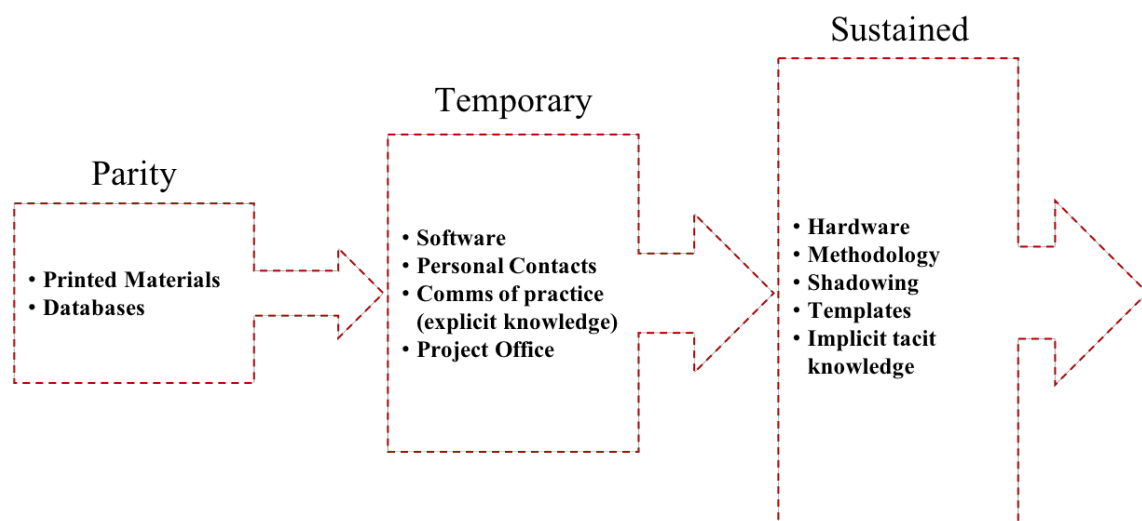 Parity
• Printed Materials
• Databases
Temporary
• Software
• Personal Contacts
• Comms of practice
(explicit knowledge)
• Project Office
Sustained
• Hardware
• Methodology
• Shadowing
• Templates
• Implicit tacit
knowledge